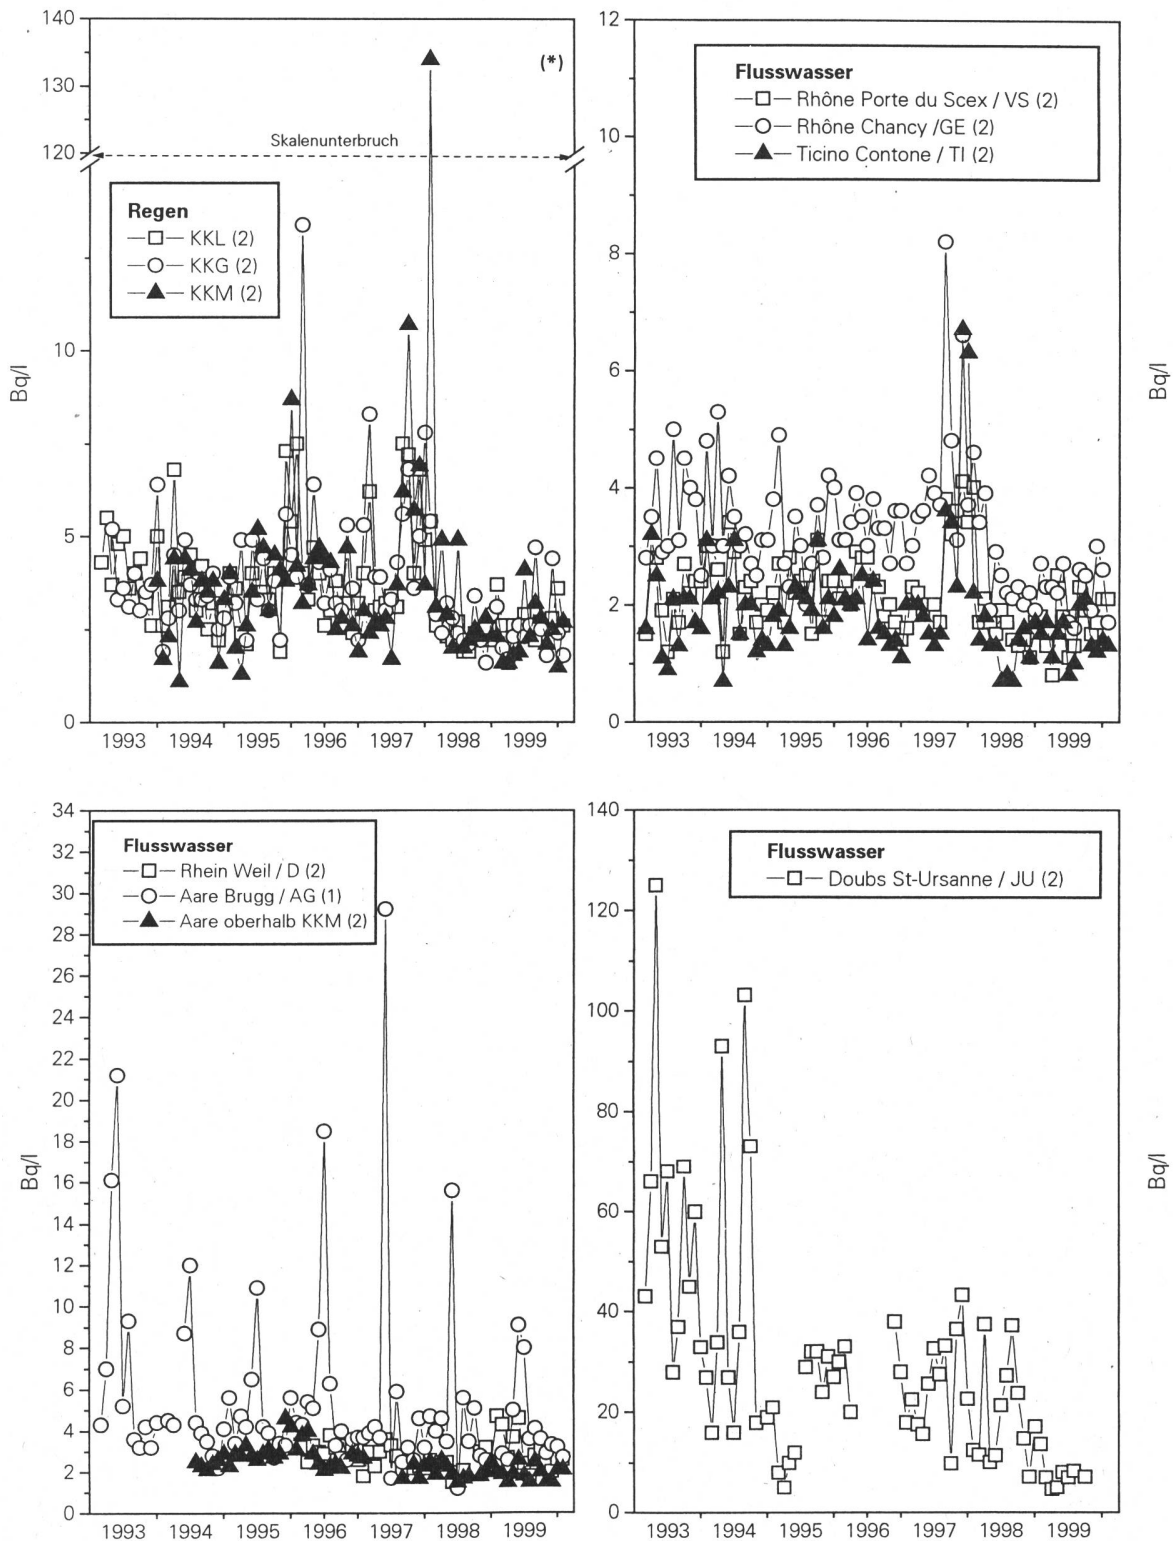 140
130
120
10
5
0
Bq/l
(*)
Skalenunterbruch
Regen
KKL (2)
KKG (2)
KKM (2)
1993 1994 1995 1996 1997 1998 1999
12
10
8
6
4
2
0
Bq/l
Flusswasser
Rhône Porte du Scex / VS (2)
Rhône Chancy /GE (2)
Ticino Contone / TI (2)
1993 1994 1995 1996 1997 1998 1999
34
32
30
28
26
24
22
20
18
16
14
12
10
8
6
4
2
0
Bq/l
Flusswasser
Rhein Weil / D (2)
Aare Brugg / AG (1)
Aare oberhalb KKM (2)
1993 1994 1995 1996 1997 1998 1999
140
120
100
80
60
40
20
0
Bq/l
Flusswasser
Doubs St-Ursanne / JU (2)
1993 1994 1995 1996 1997 1998 1999